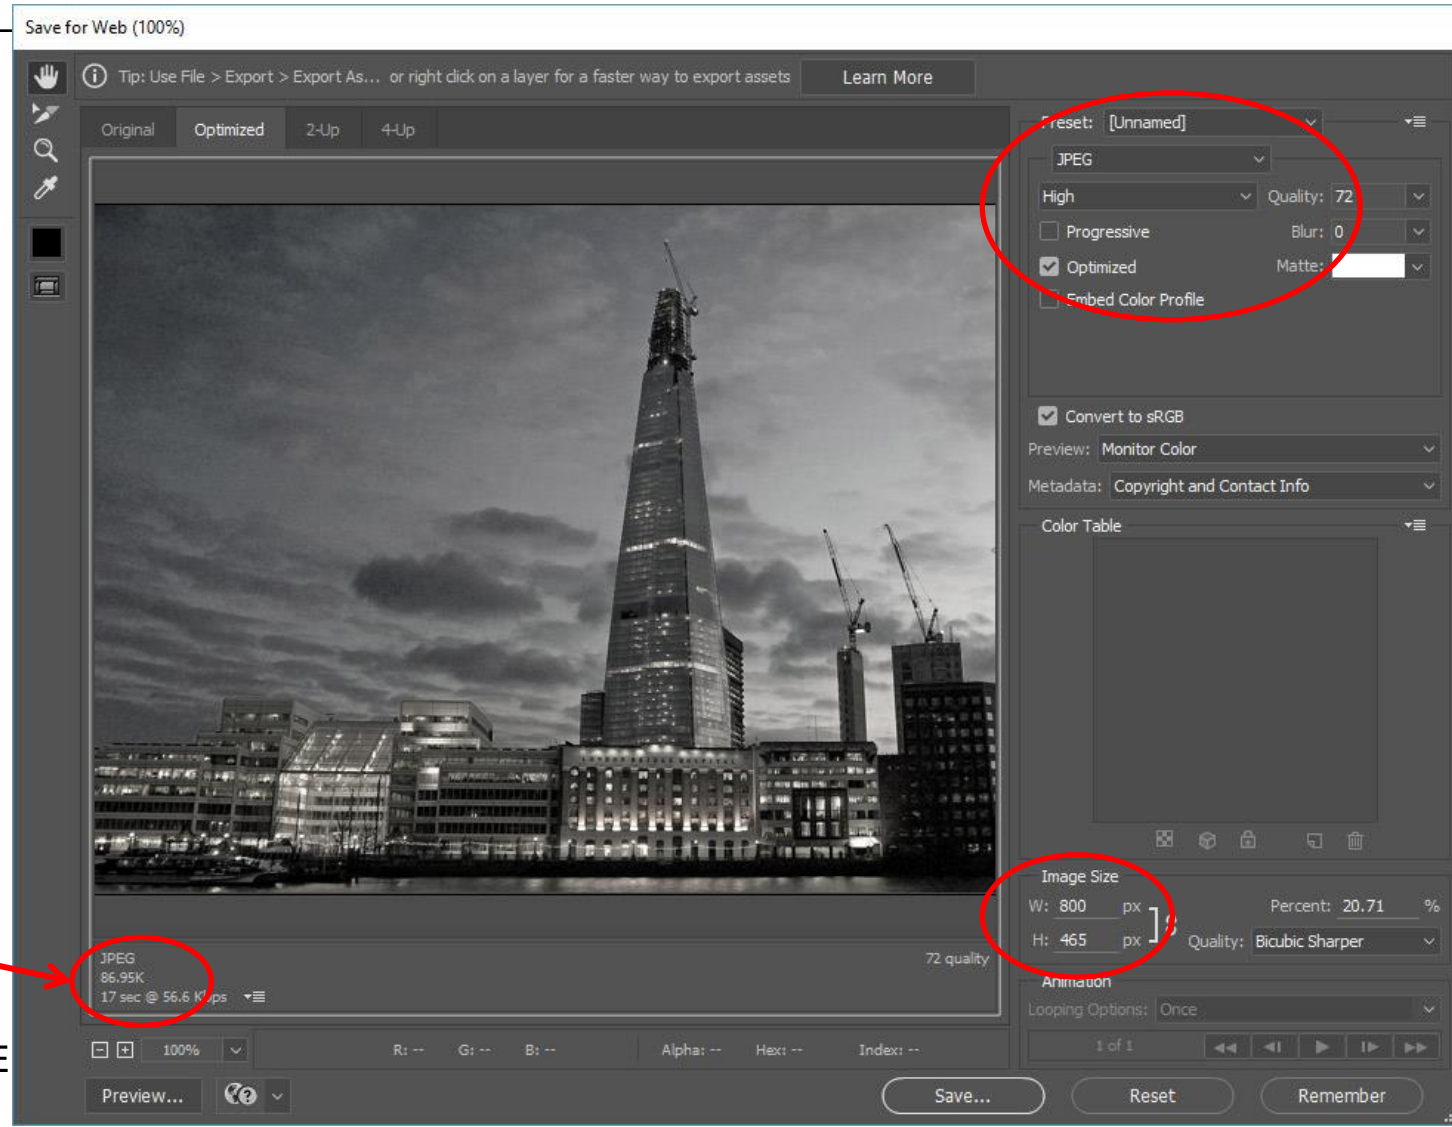 Save for Web (100%)
Tip: Use File > Export > Export As... or right click on a layer for a faster way to export assets
Learn More
Original Optimized 2-Up 4-Up
Preset: [Unnamed]
JPEG
High Quality: 72
Progressive Blur: 0
Optimized Matte:
Embed Color Profile
Convert to sRGB
Preview: Monitor Color
Metadata: Copyright and Contact Info
Color Table
Image Size
W: 800 px Percent: 20.71 %
H: 465 px Quality: Bicubic Sharper
JPEG
86.95K
17 sec @ 56.6 Kbps
72 quality
Animation
Looping Options: Once
1 of 1
E
100% R: -- G: -- B: -- Alpha: -- Hex: -- Index: --
Preview... Save... Reset Remember